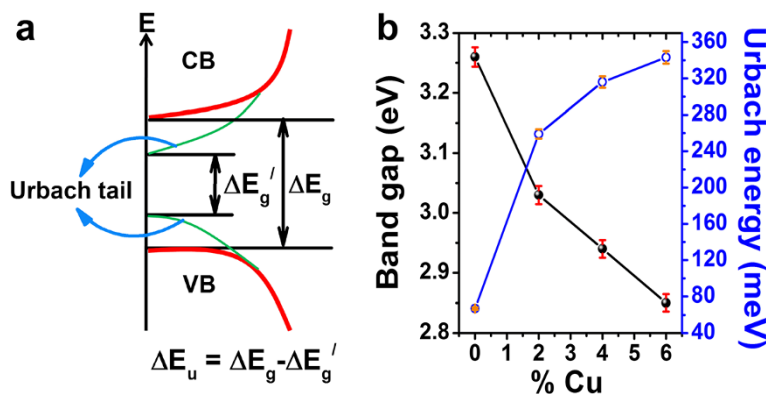 a
E
CB
Urbach tail
ΔEg/
ΔEg
VB
ΔEu = ΔEg-ΔEg/
b
3.3
3.2
3.1
3.0
2.9
2.8
Band gap (eV)
0 1 2 3 4 5 6
% Cu
360
320
280
240
200
160
120
80
40
Urbach energy (meV)